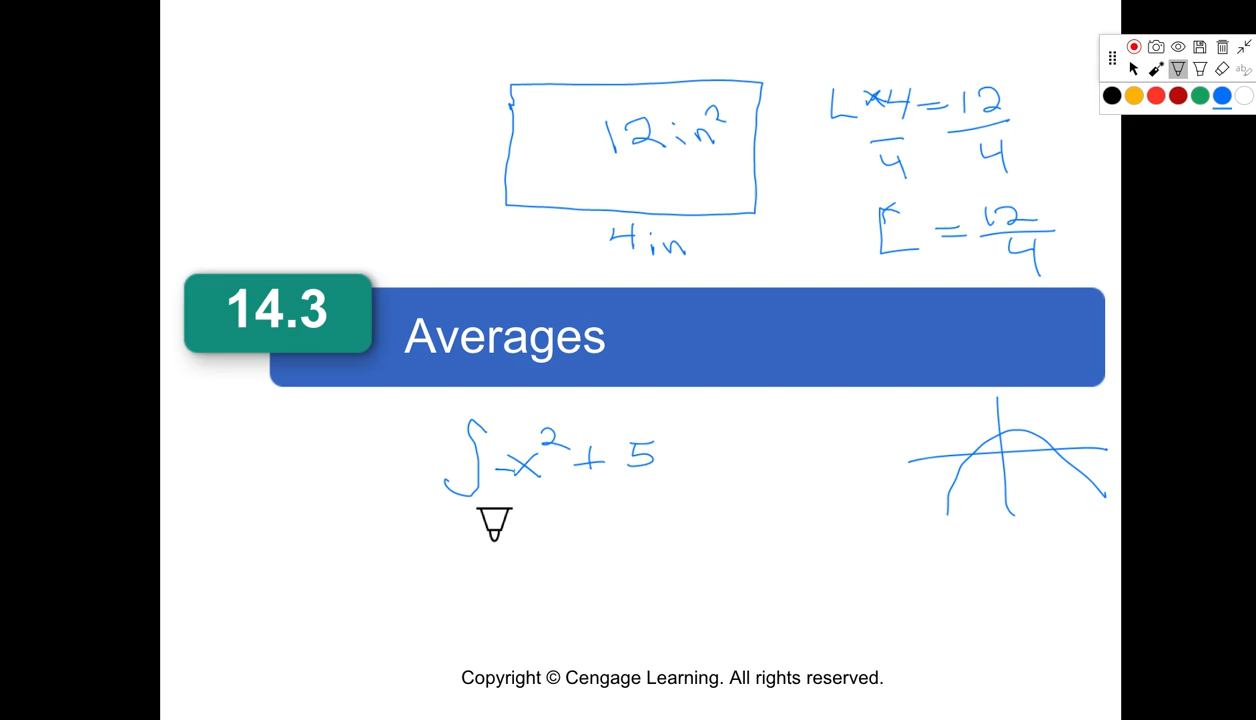 12 in²
4 in
L × 4 = 12
4 4
L = 12/4
14.3
Averages
∫ -x² + 5
Copyright © Cengage Learning. All rights reserved.